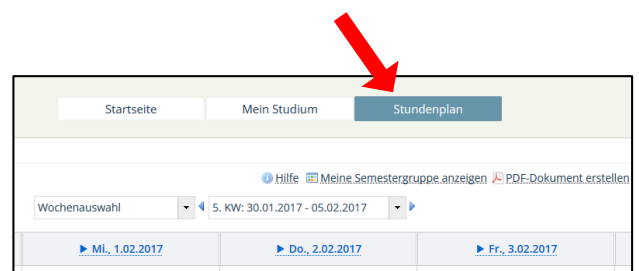 Startseite Mein Studium Stundenplan
Hilfe Meine Semestergruppe anzeigen PDF-Dokument erstellen
Wochenauswahl 5. KW: 30.01.2017 - 05.02.2017
Mi., 1.02.2017 Do., 2.02.2017 Fr., 3.02.2017